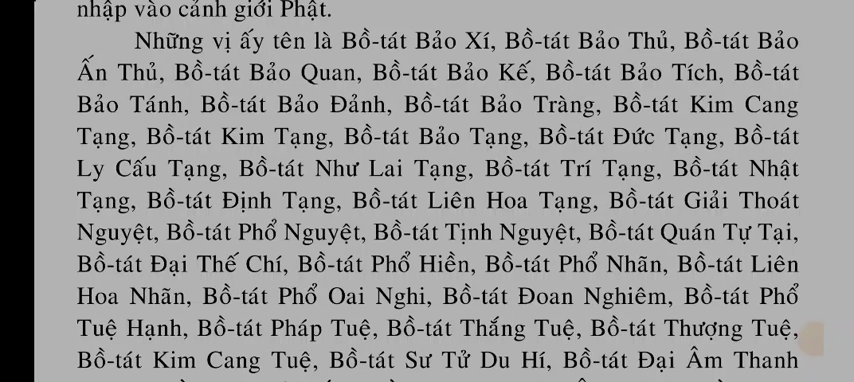 nhập vào cảnh giới Phật.
Những vị ấy tên là Bồ-tát Bảo Xí, Bồ-tát Bảo Thủ, Bồ-tát Bảo
Ấn Thủ, Bồ-tát Bảo Quan, Bồ-tát Bảo Kế, Bồ-tát Bảo Tích, Bồ-tát
Bảo Tánh, Bồ-tát Bảo Đảnh, Bồ-tát Bảo Tràng, Bồ-tát Kim Cang
Tạng, Bồ-tát Kim Tạng, Bồ-tát Bảo Tạng, Bồ-tát Đức Tạng, Bồ-tát
Ly Cấu Tạng, Bồ-tát Như Lai Tạng, Bồ-tát Trí Tạng, Bồ-tát Nhật
Tạng, Bồ-tát Định Tạng, Bồ-tát Liên Hoa Tạng, Bồ-tát Giải Thoát
Nguyệt, Bồ-tát Phổ Nguyệt, Bồ-tát Tịnh Nguyệt, Bồ-tát Quán Tự Tại,
Bồ-tát Đại Thế Chí, Bồ-tát Phổ Hiền, Bồ-tát Phổ Nhãn, Bồ-tát Liên
Hoa Nhãn, Bồ-tát Phổ Oai Nghi, Bồ-tát Đoan Nghiêm, Bồ-tát Phổ
Tuệ Hạnh, Bồ-tát Pháp Tuệ, Bồ-tát Thắng Tuệ, Bồ-tát Thượng Tuệ,
Bồ-tát Kim Cang Tuệ, Bồ-tát Sư Tử Du Hí, Bồ-tát Đại Âm Thanh